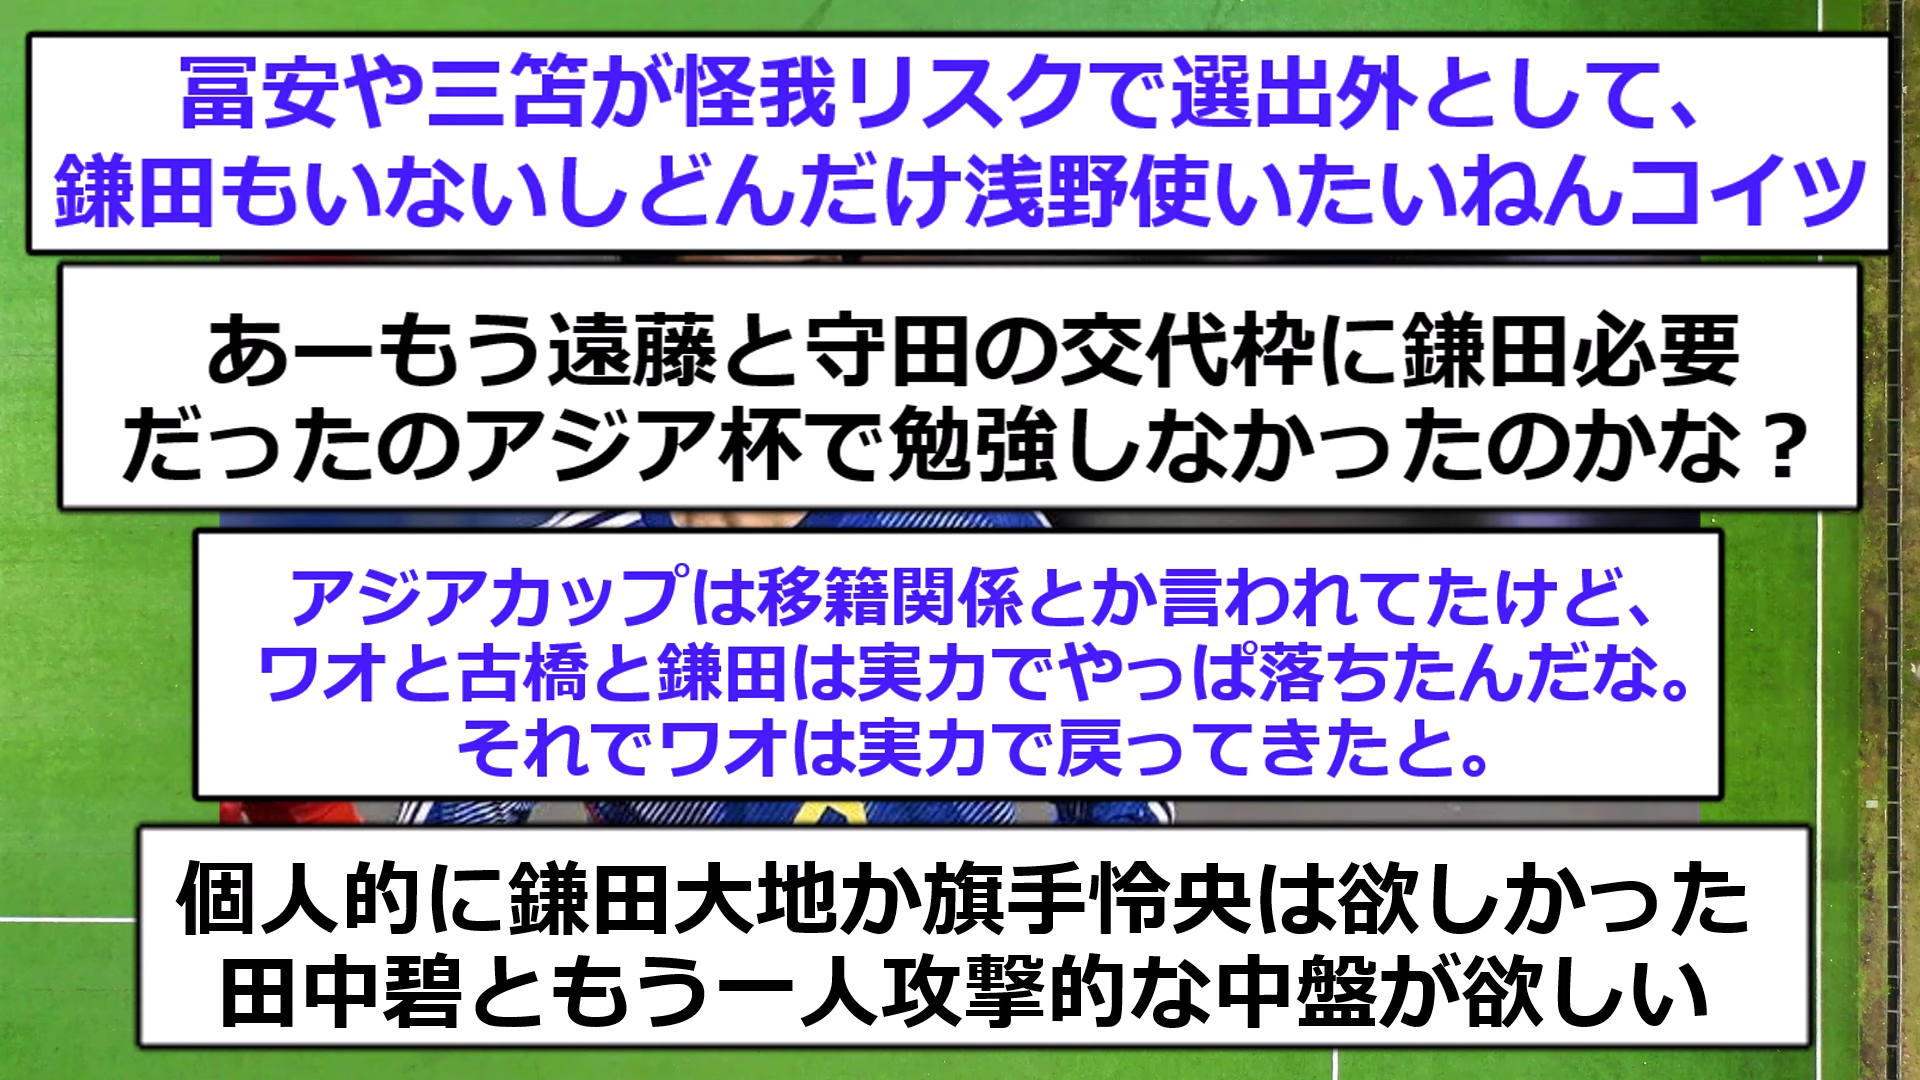 冨安や三笘が怪我リスクで選出外として、
鎌田もいないしどんだけ浅野使いたいねんコイツ
あーもう遠藤と守田の交代枠に鎌田必要
だったのアジア杯で勉強しなかったのかな？
アジアカップは移籍関係とか言われてたけど、
ワオと古橋と鎌田は実力でやっぱ落ちたんだな。
それでワオは実力で戻ってきたと。
個人的に鎌田大地か旗手怜央は欲しかった
田中碧ともう一人攻撃的な中盤が欲しい